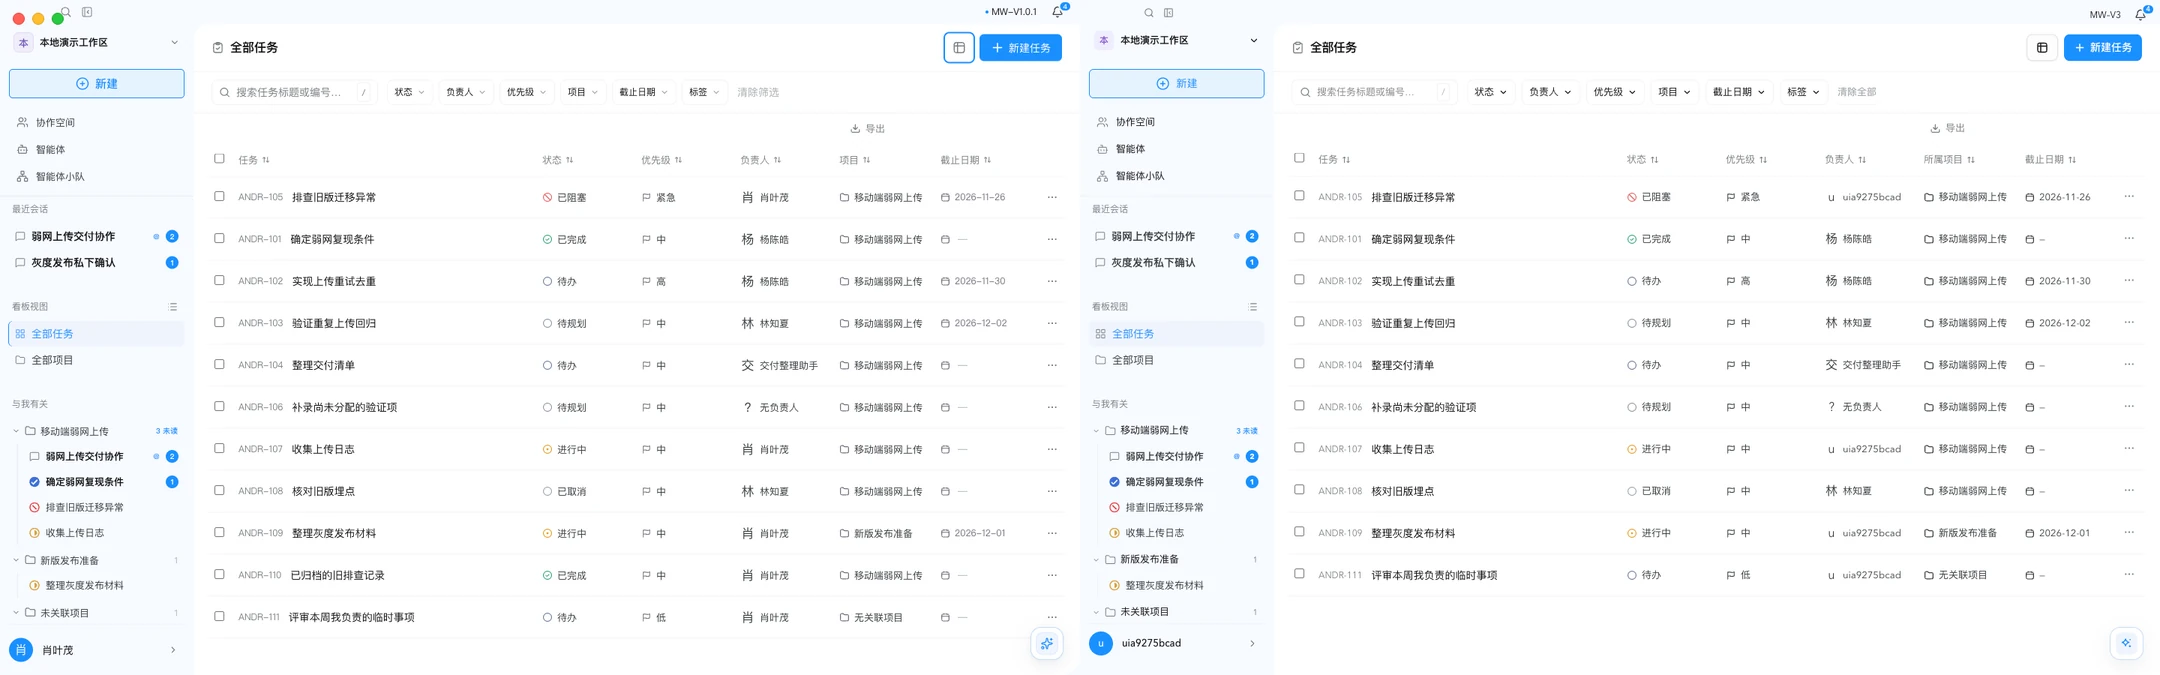 • MW–V1.0.1 4
本 本地演示工作区
新建
协作空间
智能体
智能体小队
最近会话
弱网上传交付协作 @ 2
灰度发布私下确认 1
看板视图
全部任务
全部项目
与我有关
移动端弱网上传 3 未读
弱网上传交付协作 @ 2
确定弱网复现条件 1
排查旧版迁移异常
收集上传日志
新版发布准备 1
整理灰度发布材料
未关联项目 1
肖 肖叶茂
全部任务
+ 新建任务
搜索任务标题或编号... / 状态 负责人 优先级 项目 截止日期 标签 清除筛选
导出
任务 状态 优先级 负责人 项目 截止日期
ANDR–105 排查旧版迁移异常 已阻塞 紧急 肖 肖叶茂 移动端弱网上传 2026–11–26 ...
ANDR–101 确定弱网复现条件 已完成 中 杨 杨陈皓 移动端弱网上传 — ...
ANDR–102 实现上传重试去重 待办 高 杨 杨陈皓 移动端弱网上传 2026–11–30 ...
ANDR–103 验证重复上传回归 待规划 中 林 林知夏 移动端弱网上传 2026–12–02 ...
ANDR–104 整理交付清单 待办 中 交 交付整理助手 移动端弱网上传 — ...
ANDR–106 补录尚未分配的验证项 待规划 中 ? 无负责人 移动端弱网上传 — ...
ANDR–107 收集上传日志 进行中 中 肖 肖叶茂 移动端弱网上传 — ...
ANDR–108 核对旧版埋点 已取消 中 林 林知夏 移动端弱网上传 — ...
ANDR–109 整理灰度发布材料 进行中 中 肖 肖叶茂 新版发布准备 2026–12–01 ...
ANDR–110 已归档的旧排查记录 已完成 中 肖 肖叶茂 移动端弱网上传 — ...
ANDR–111 评审本周我负责的临时事项 待办 低 肖 肖叶茂 无关联项目 — ...
MW-V3 4
本 本地演示工作区
新建
协作空间
智能体
智能体小队
最近会话
弱网上传交付协作 @ 2
灰度发布私下确认 1
看板视图
全部任务
全部项目
与我有关
移动端弱网上传 3 未读
弱网上传交付协作 @ 2
确定弱网复现条件 1
排查旧版迁移异常
收集上传日志
新版发布准备 1
整理灰度发布材料
未关联项目 1
u uia9275bcad
全部任务
+ 新建任务
搜索任务标题或编号... / 状态 负责人 优先级 项目 截止日期 标签 清除全部
导出
任务 状态 优先级 负责人 所属项目 截止日期
ANDR-105 排查旧版迁移异常 已阻塞 紧急 u uia9275bcad 移动端弱网上传 2026-11-26 ...
ANDR-101 确定弱网复现条件 已完成 中 杨 杨陈皓 移动端弱网上传 – ...
ANDR-102 实现上传重试去重 待办 高 杨 杨陈皓 移动端弱网上传 2026-11-30 ...
ANDR-103 验证重复上传回归 待规划 中 林 林知夏 移动端弱网上传 2026-12-02 ...
ANDR-104 整理交付清单 待办 中 交 交付整理助手 移动端弱网上传 – ...
ANDR-106 补录尚未分配的验证项 待规划 中 ? 无负责人 移动端弱网上传 – ...
ANDR-107 收集上传日志 进行中 中 u uia9275bcad 移动端弱网上传 – ...
ANDR-108 核对旧版埋点 已取消 中 林 林知夏 移动端弱网上传 – ...
ANDR-109 整理灰度发布材料 进行中 中 u uia9275bcad 新版发布准备 2026-12-01 ...
ANDR-111 评审本周我负责的临时事项 待办 低 u uia9275bcad 无关联项目 – ...